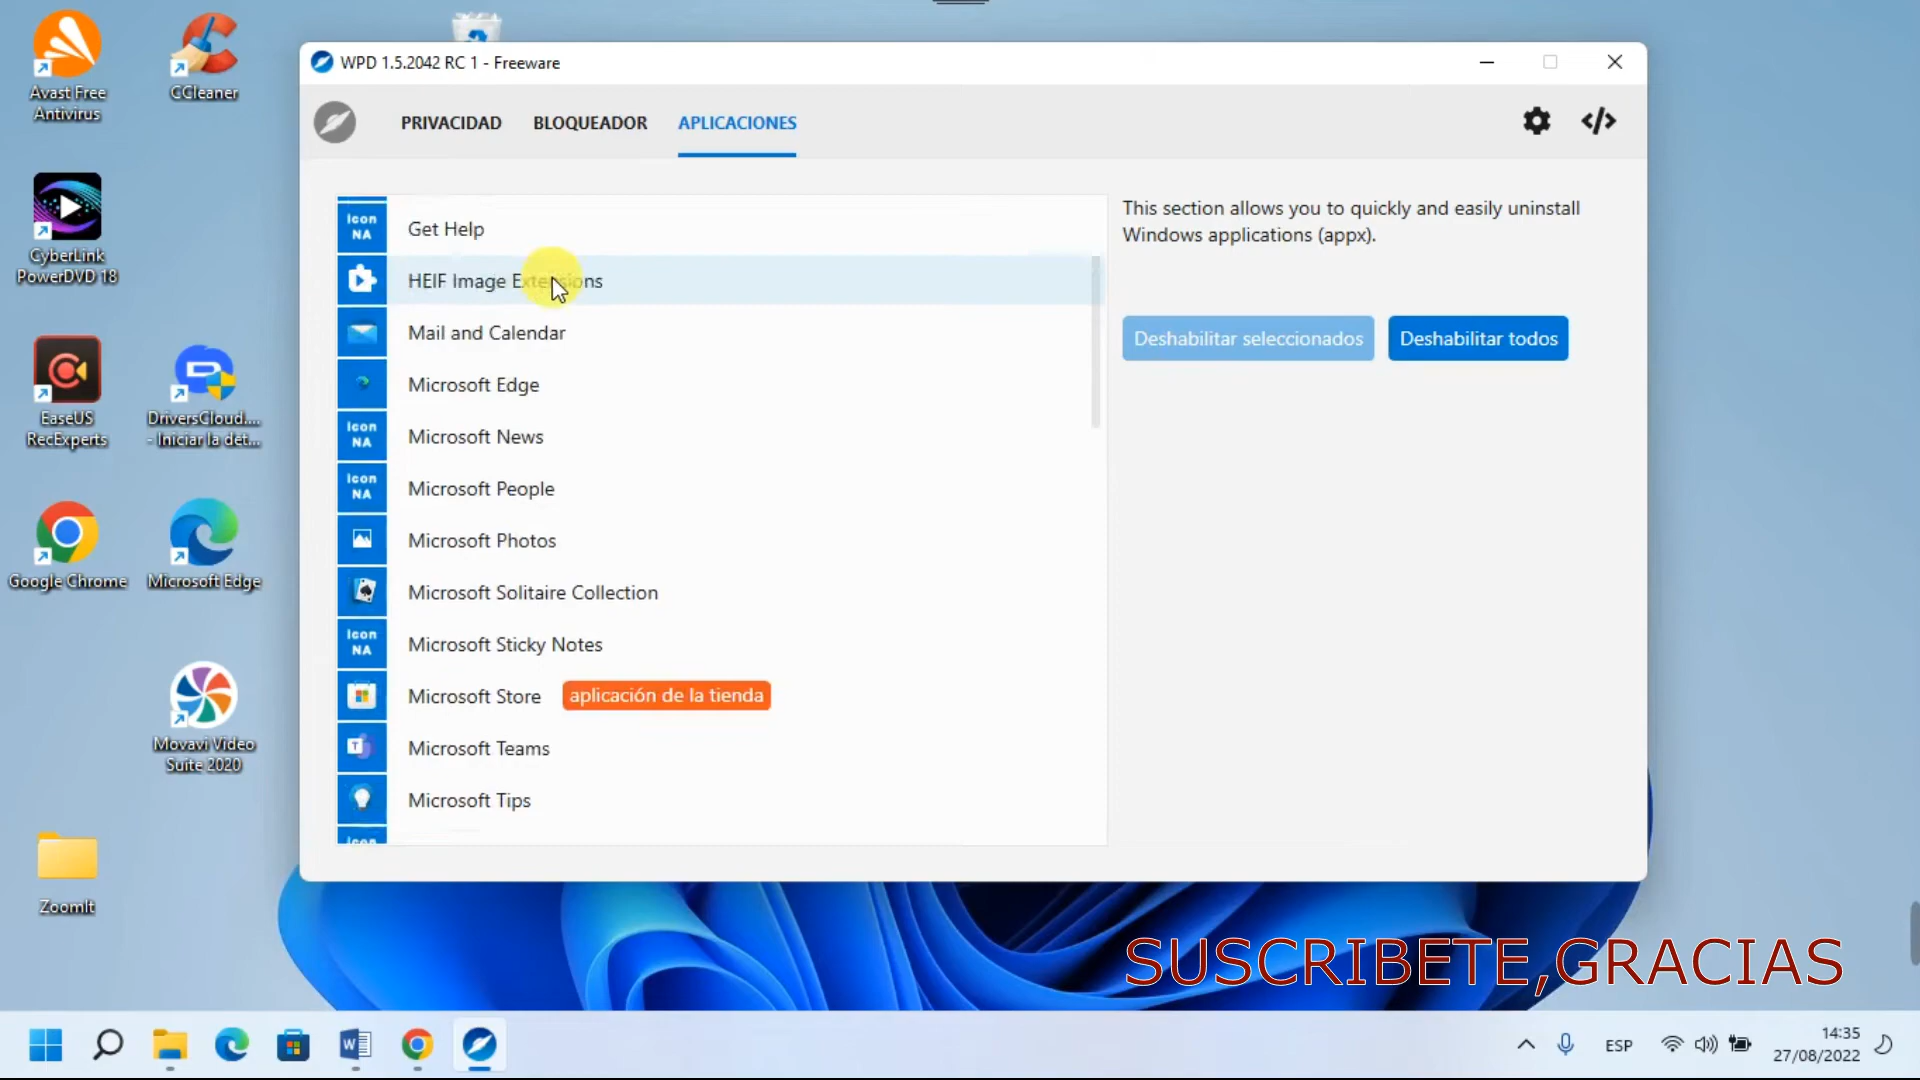 Avast Free
Antivirus
CCleaner
CyberLink
PowerDVD 18
EaseUS
RecExperts
DriversCloud....
- Iniciar la det...
Google Chrome
Microsoft Edge
Movavi Video
Suite 2020
ZoomIt
WPD 1.5.2042 RC 1 - Freeware
PRIVACIDAD
BLOQUEADOR
APLICACIONES
Icon
NA
Get Help
HEIF Image Extensions
Mail and Calendar
Microsoft Edge
Icon
NA
Microsoft News
Icon
NA
Microsoft People
Microsoft Photos
Microsoft Solitaire Collection
Icon
NA
Microsoft Sticky Notes
Microsoft Store
aplicación de la tienda
Microsoft Teams
Microsoft Tips
Icon
This section allows you to quickly and easily uninstall
Windows applications (appx).
Deshabilitar seleccionados
Deshabilitar todos
SUSCRIBETE,GRACIAS
ESP
14:35
27/08/2022